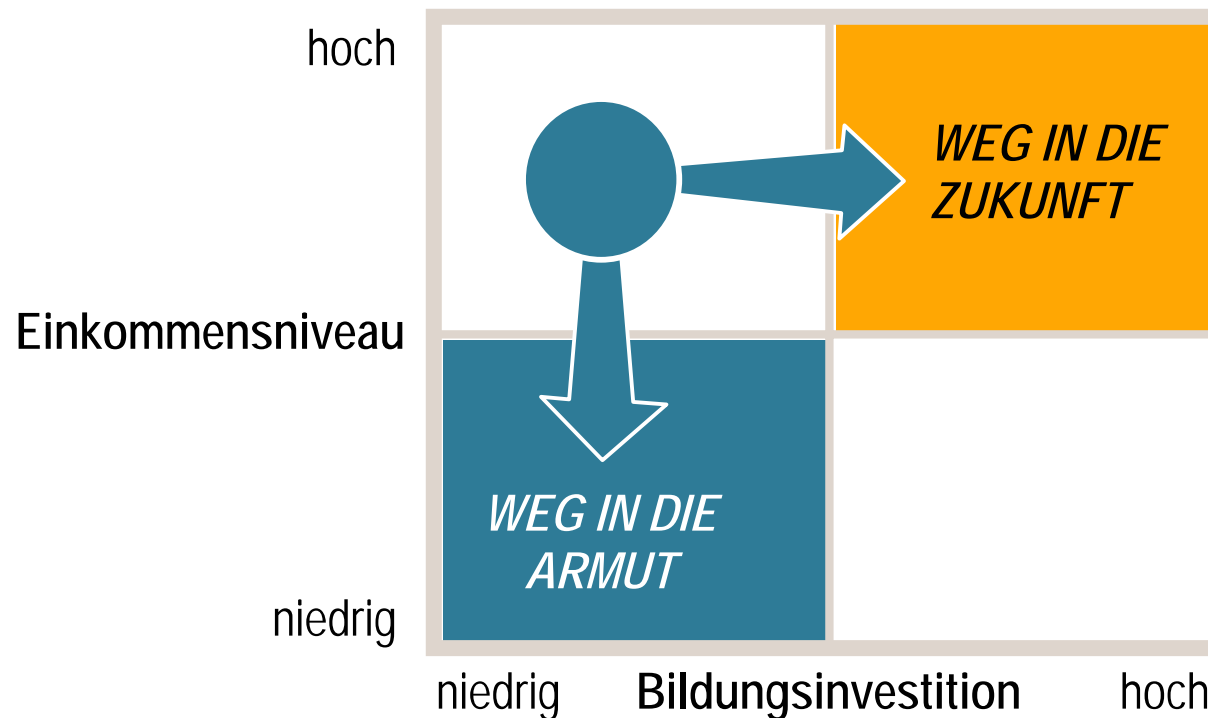 hoch
WEG IN DIE
ZUKUNFT
Einkommensniveau
WEG IN DIE
ARMUT
niedrig
niedrig Bildungsinvestition hoch